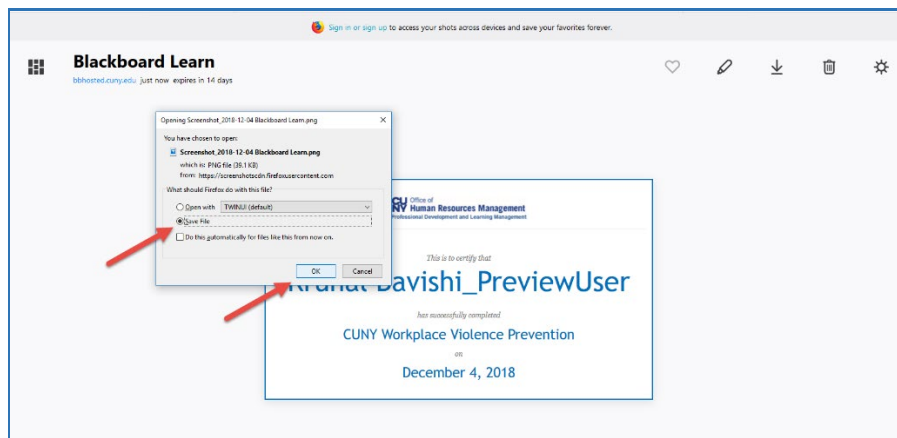 Sign in or sign up to access your shots across devices and save your favorites forever.
Blackboard Learn
bbhosted.cuny.edu just now expires in 14 days
Opening Screenshot_2018-12-04 Blackboard Learn.png
You have chosen to open:
Screenshot_2018-12-04 Blackboard Learn.png
which is: PNG file (39.1 KB)
from: https://screenshotscdn.firefoxusercontent.com
What should Firefox do with this file?
Open with TWINUI (default)
Save File
Do this automatically for files like this from now on.
OK Cancel
Office of
Human Resources Management
Professional Development and Learning Management
This is to certify that
Davishi_PreviewUser
has successfully completed
CUNY Workplace Violence Prevention
on
December 4, 2018